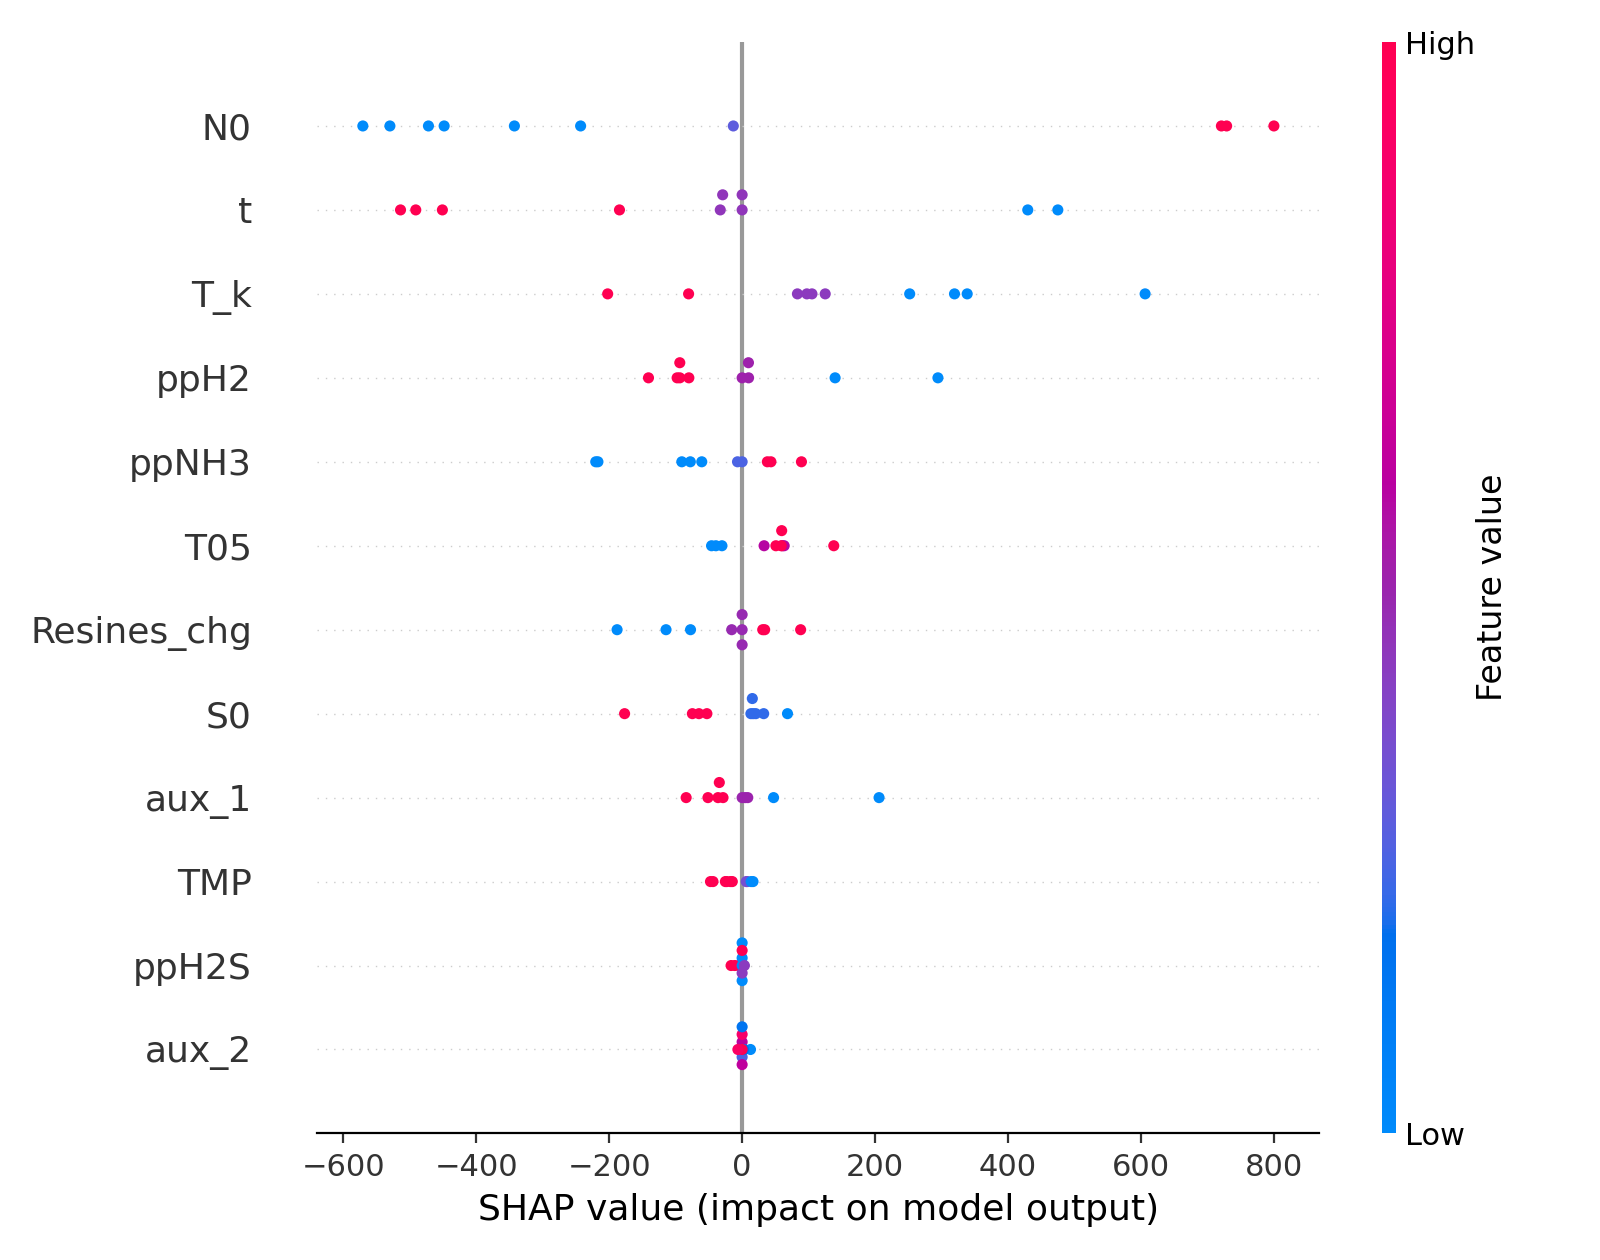 High
N0
t
T_k
ppH2
ppNH3
T05
Resines_chg
S0
aux_1
TMP
ppH2S
aux_2
Feature value
Low
−600 −400 −200 0 200 400 600 800
SHAP value (impact on model output)